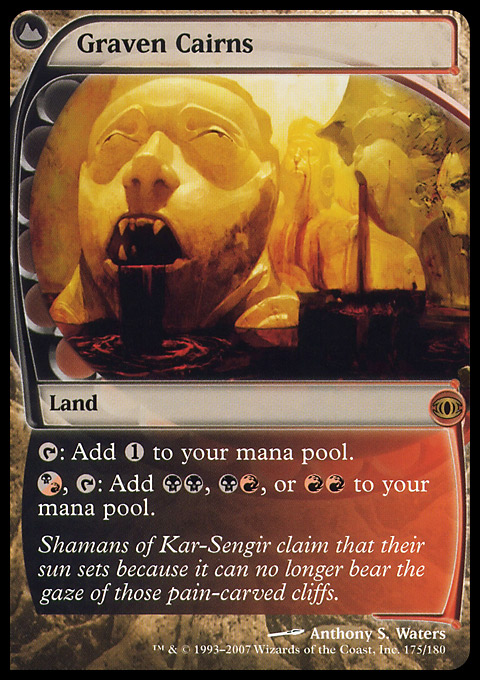 Graven Cairns
Land
: Add 1 to your mana pool.
, : Add , , or to your
mana pool.
Shamans of Kar-Sengir claim that their
sun sets because it can no longer bear the
gaze of those pain-carved cliffs.
Anthony S. Waters
™ & © 1993–2007 Wizards of the Coast, Inc. 175/180